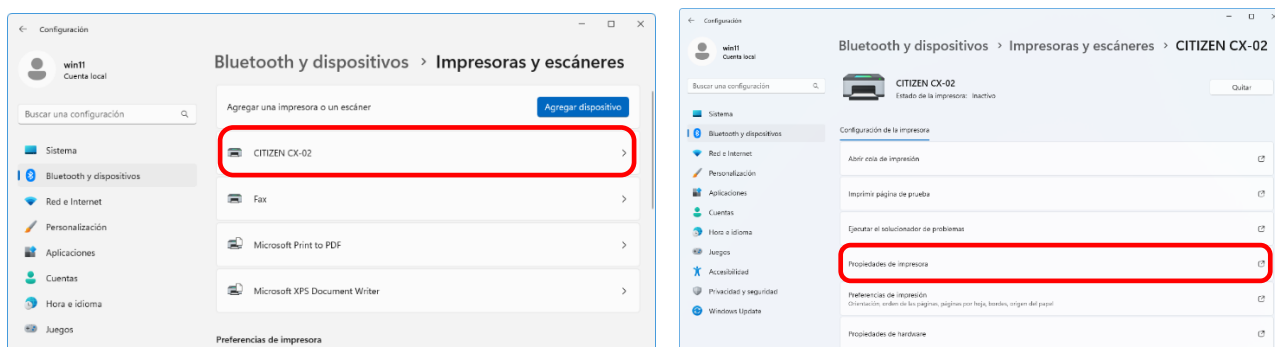 Configuración
win11
Cuenta local
Buscar una configuración
Sistema
Bluetooth y dispositivos
Red e Internet
Personalización
Aplicaciones
Cuentas
Hora e idioma
Juegos
Bluetooth y dispositivos > Impresoras y escáneres
Agregar una impresora o un escáner
Agregar dispositivo
CITIZEN CX-02
Fax
Microsoft Print to PDF
Microsoft XPS Document Writer
Preferencias de impresora
Configuración
win11
Cuenta local
Buscar una configuración
Sistema
Bluetooth y dispositivos
Red e Internet
Personalización
Aplicaciones
Cuentas
Hora e idioma
Juegos
Accesibilidad
Privacidad y seguridad
Windows Update
Bluetooth y dispositivos > Impresoras y escáneres > CITIZEN CX-02
CITIZEN CX-02
Estado de la impresora: Inactivo
Quitar
Configuración de la impresora
Abrir cola de impresión
Imprimir página de prueba
Ejecutar el solucionador de problemas
Propiedades de impresora
Preferencias de impresión
Orientación, orden de las páginas, páginas por hoja, bordes, origen del papel
Propiedades de hardware